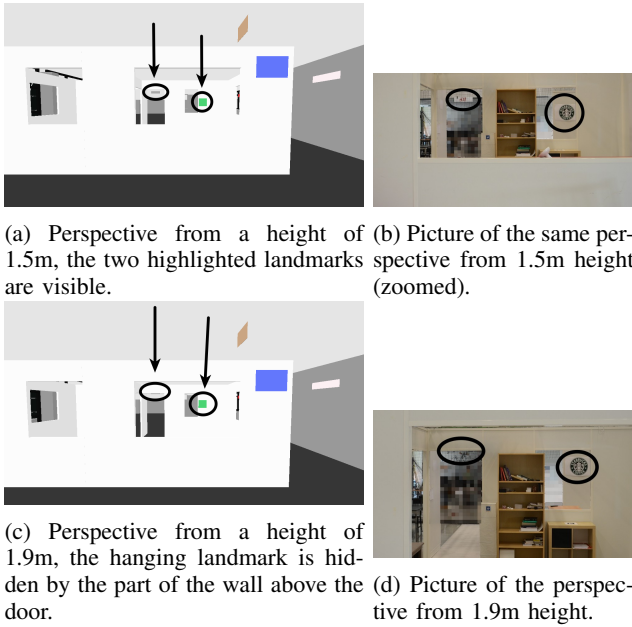 (a) Perspective from a height of
1.5m, the two highlighted landmarks
are visible.
(b) Picture of the same per-
spective from 1.5m height
(zoomed).
(c) Perspective from a height of
1.9m, the hanging landmark is hid-
den by the part of the wall above the
door.
(d) Picture of the perspec-
tive from 1.9m height.